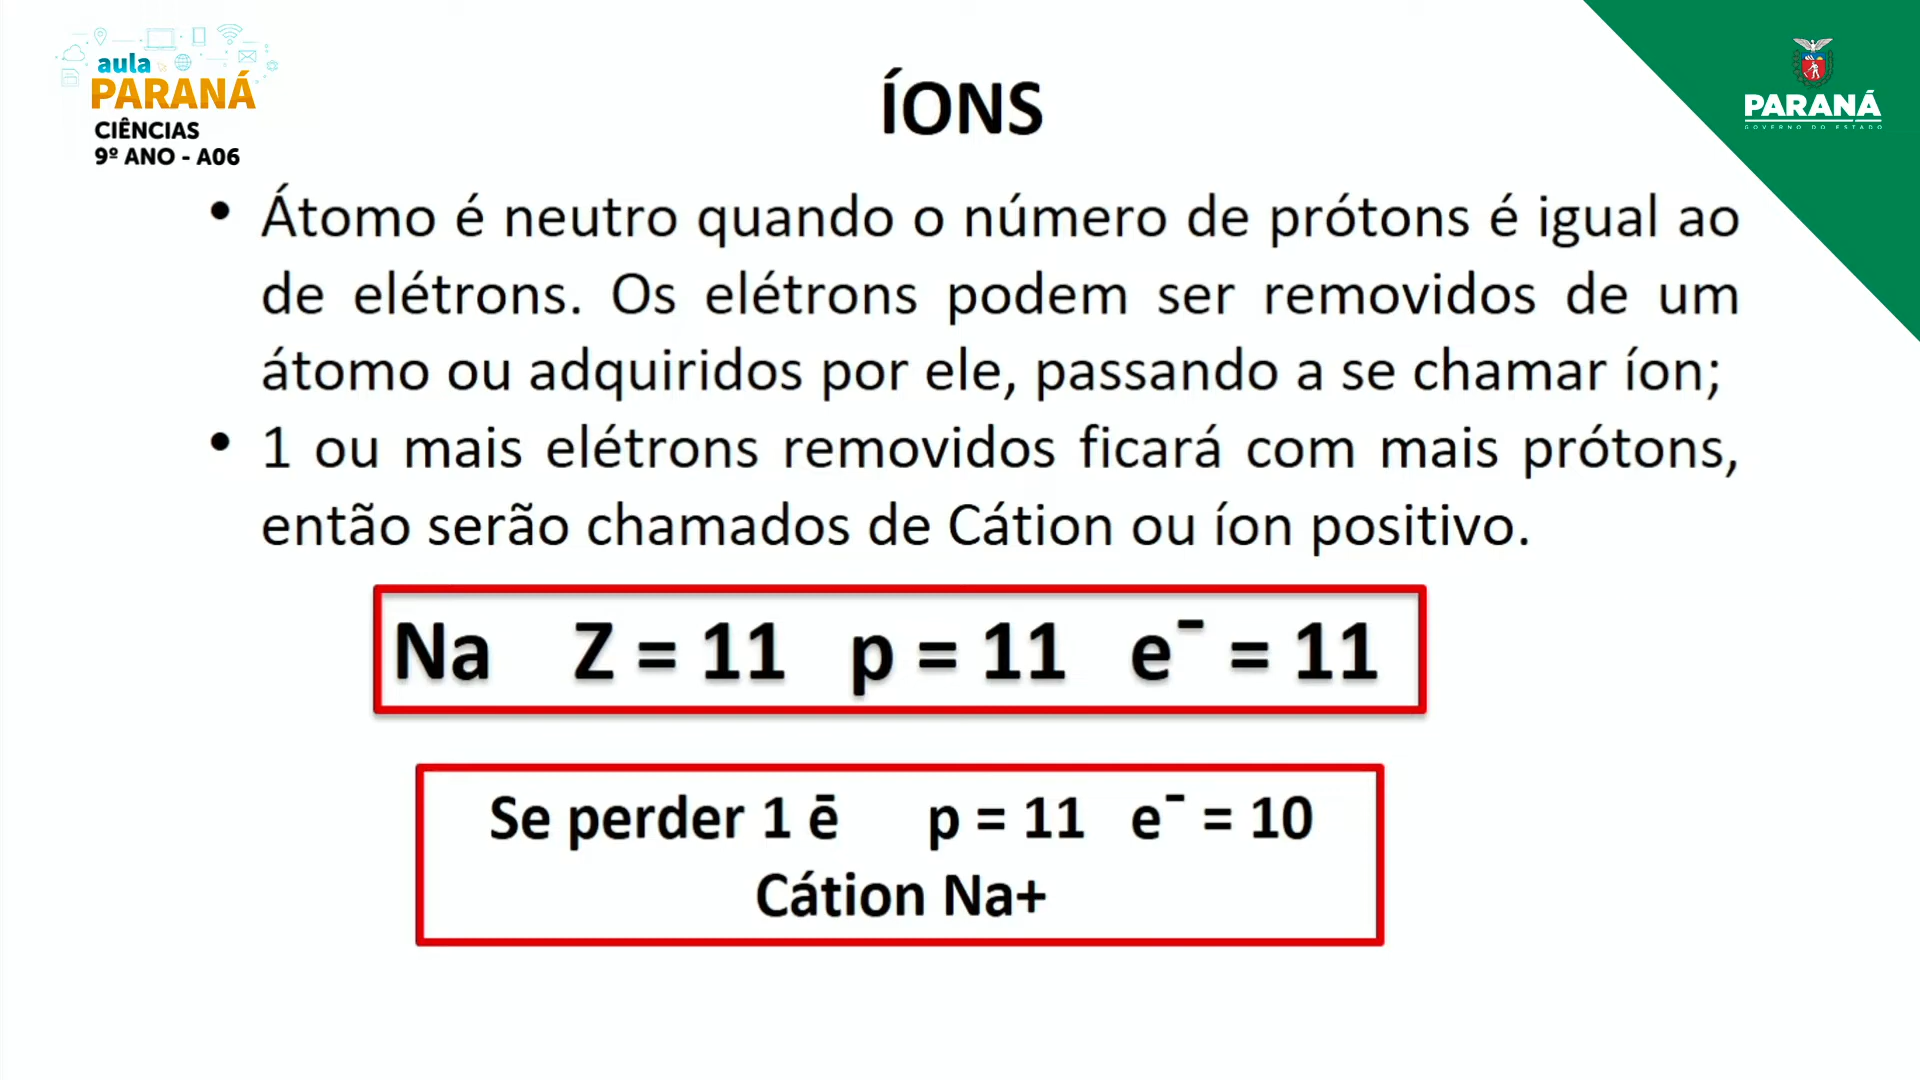 aula
PARANÁ
CIÊNCIAS
9º ANO - A06
PARANÁ
GOVERNO DO ESTADO
ÍONS
• Átomo é neutro quando o número de prótons é igual ao
de elétrons. Os elétrons podem ser removidos de um
átomo ou adquiridos por ele, passando a se chamar íon;
• 1 ou mais elétrons removidos ficará com mais prótons,
então serão chamados de Cátion ou íon positivo.
Na Z = 11 p = 11 e⁻ = 11
Se perder 1 ē p = 11 e⁻ = 10
Cátion Na+